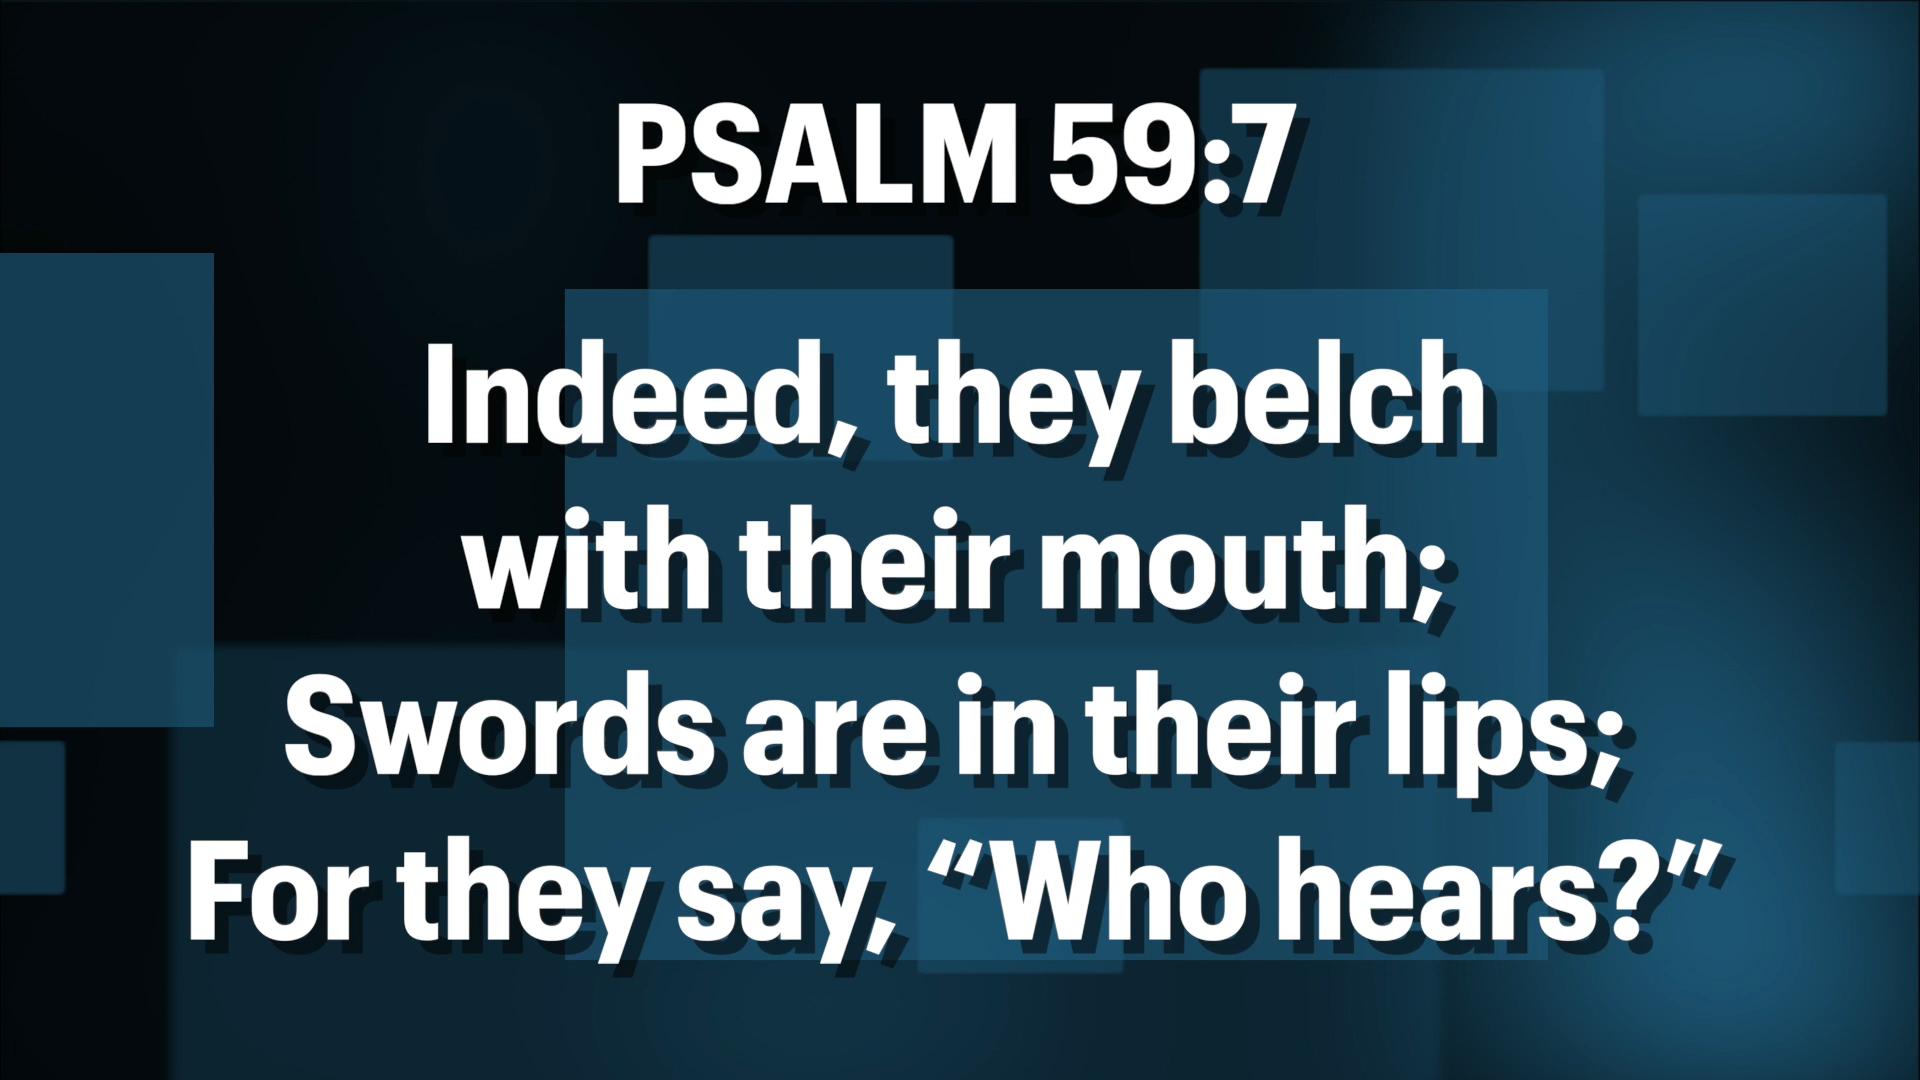 PSALM 59:7
Indeed, they belch
with their mouth;
Swords are in their lips;
For they say, “Who hears?”